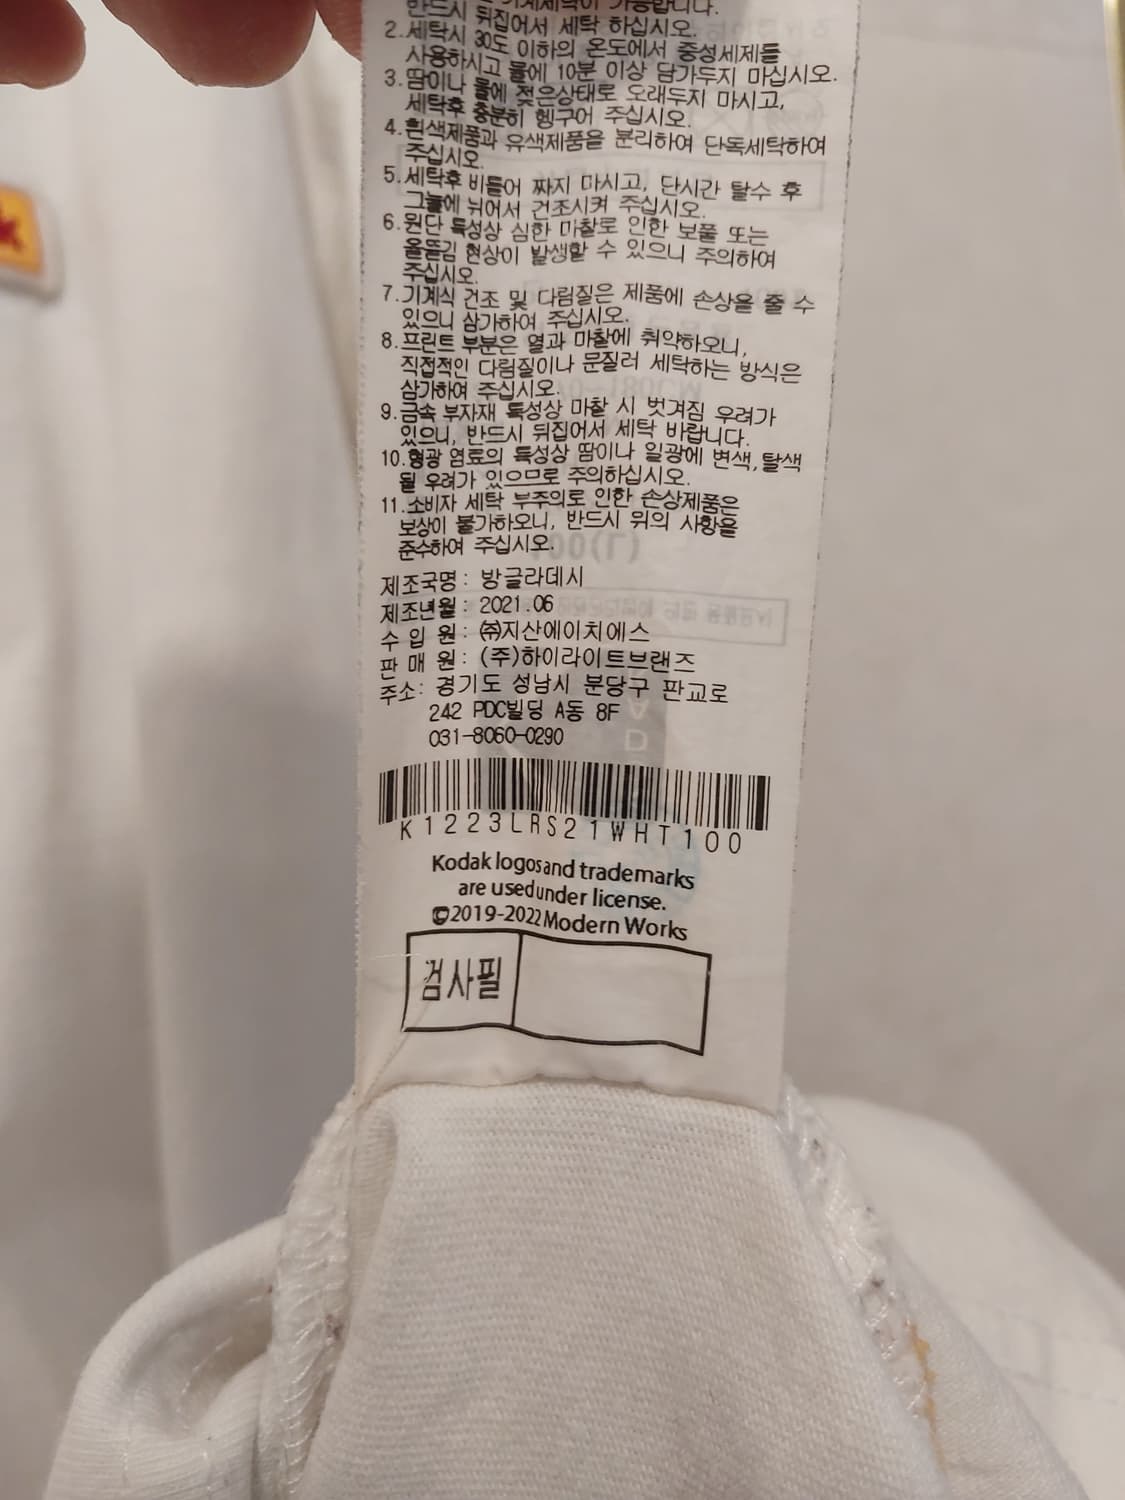 반드시 뒤집어서 세탁 하십시오.
2.세탁시 30도 이하의 온도에서 중성세제를
사용하시고 물에 10분 이상 담가두지 마십시오.
3.땀이나 물에 젖은상태로 오래두지 마시고,
세탁후 충분히 헹구어 주십시오.
4.흰색제품과 유색제품을 분리하여 단독세탁하여
주십시오.
5.세탁후 비틀어 짜지 마시고, 단시간 탈수 후
그늘에 뉘어서 건조시켜 주십시오.
6.원단 특성상 심한 마찰로 인한 보풀 또는
올뜯김 현상이 발생할 수 있으니 주의하여
주십시오.
7.기계식 건조 및 다림질은 제품에 손상을 줄 수
있으니 삼가하여 주십시오.
8.프린트 부분은 열과 마찰에 취약하오니,
직접적인 다림질이나 문질러 세탁하는 방식은
삼가하여 주십시오.
9.금속 부자재 특성상 마찰 시 벗겨짐 우려가
있으니, 반드시 뒤집어서 세탁 바랍니다.
10.형광 염료의 특성상 땀이나 일광에 변색,탈색
될 우려가 있으므로 주의하십시오.
11.소비자 세탁 부주의로 인한 손상제품은
보상이 불가하오니, 반드시 위의 사항을
준수하여 주십시오.
제조국명: 방글라데시
제조년월: 2021.06
수 입 원: ㈜지산에이치에스
판 매 원: (주)하이라이트브랜즈
주소: 경기도 성남시 분당구 판교로
242 PDC빌딩 A동 8F
031-8060-0290
K1223LRS21WHT100
Kodak logos and trademarks
are used under license.
©2019-2022 Modern Works
검사필